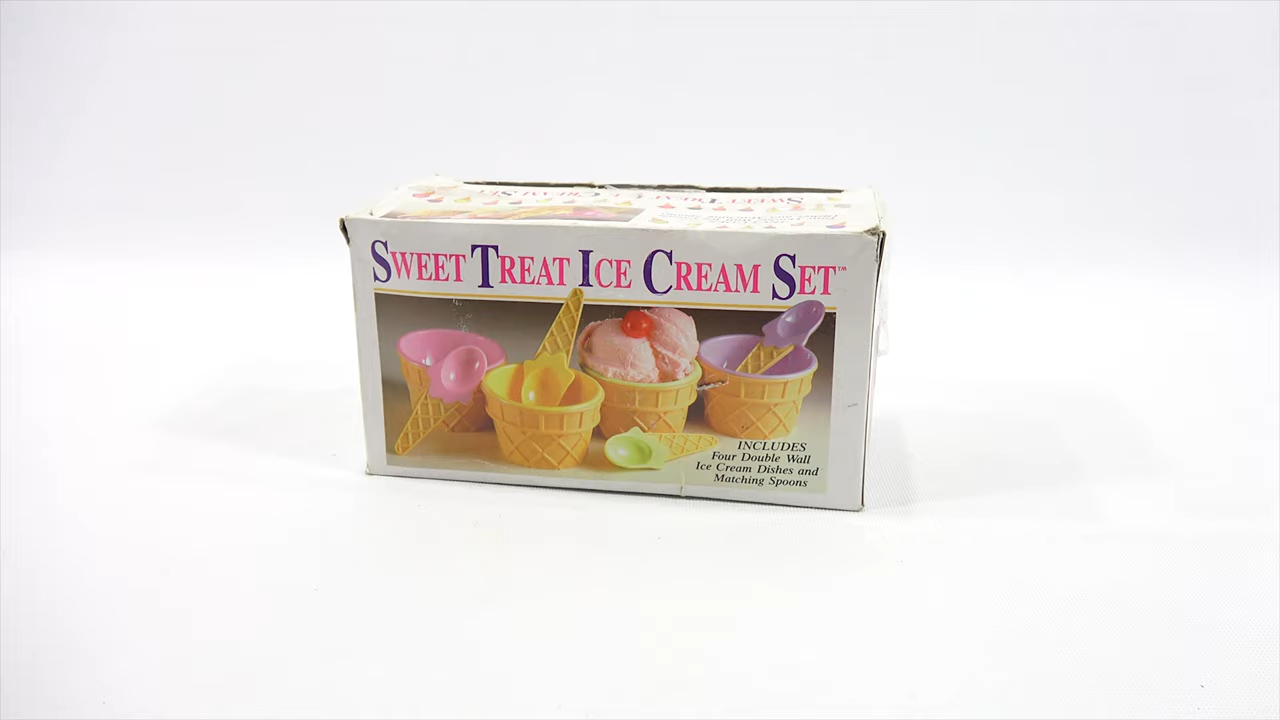 SWEET TREAT ICE CREAM SET™
INCLUDES
Four Double Wall
Ice Cream Dishes and
Matching Spoons